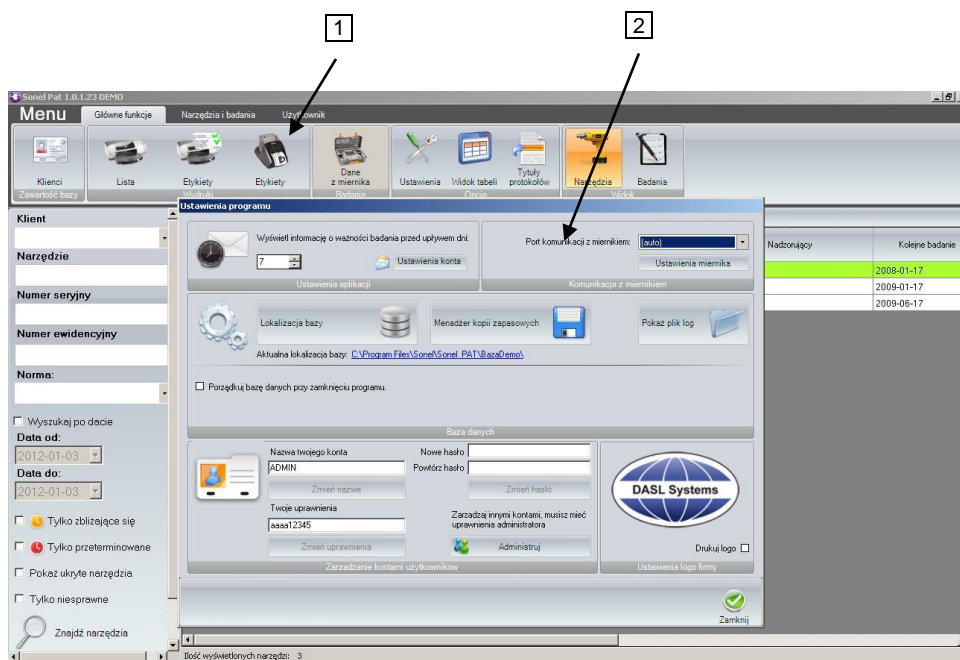 1
2
Sonel Pat 1.0.1.23 DEMO
Menu
Główne funkcje
Narzędzia i badania
Użytkownik
Klienci
Lista
Etykiety
Etykiety
Dane
z miernika
Ustawienia
Widok tabeli
Tytuły
protokołów
Narzędzia
Badania
Zawartość bazy
Wydruki
Badania
Opcje
Widok
Klient
Narzędzie
Numer seryjny
Numer ewidencyjny
Norma:
Wyszukaj po dacie
Data od:
2012-01-03
Data do:
2012-01-03
Tylko zbliżające się
Tylko przeterminowane
Pokaż ukryte narzędzia
Tylko niesprawne
Znajdź narzędzia
Ustawienia programu
Wyświetl informację o ważności badania przed upływem dni:
7
Ustawienia konta
Ustawienia aplikacji
Port komunikacji z miernikiem:
(auto)
Ustawienia miernika
Komunikacja z miernikiem
Lokalizacja bazy
Menadżer kopii zapasowych
Pokaż plik log
Aktualna lokalizacja bazy: C:\Program Files\Sonel\Sonel_PAT\BazaDemo\
Porządkuj bazę danych przy zamknięciu programu.
Baza danych
Nazwa twojego konta
ADMIN
Zmień nazwe
Twoje uprawnienia
aaaa12345
Zmień uprawnienia
Nowe hasło
Powtórz hasło
Zmień hasło
Zarzadzaj innymi kontami, musisz mieć
uprawnienia administratora
Administruj
Zarzadzanie kontami użytkowników
DASL Systems
Drukuj logo
Ustawienia logo firmy
Zamknij
Nadzorujący
Kolejne badanie
2008-01-17
2009-01-17
2009-06-17
Ilość wyświetlonych narzędzi: 3